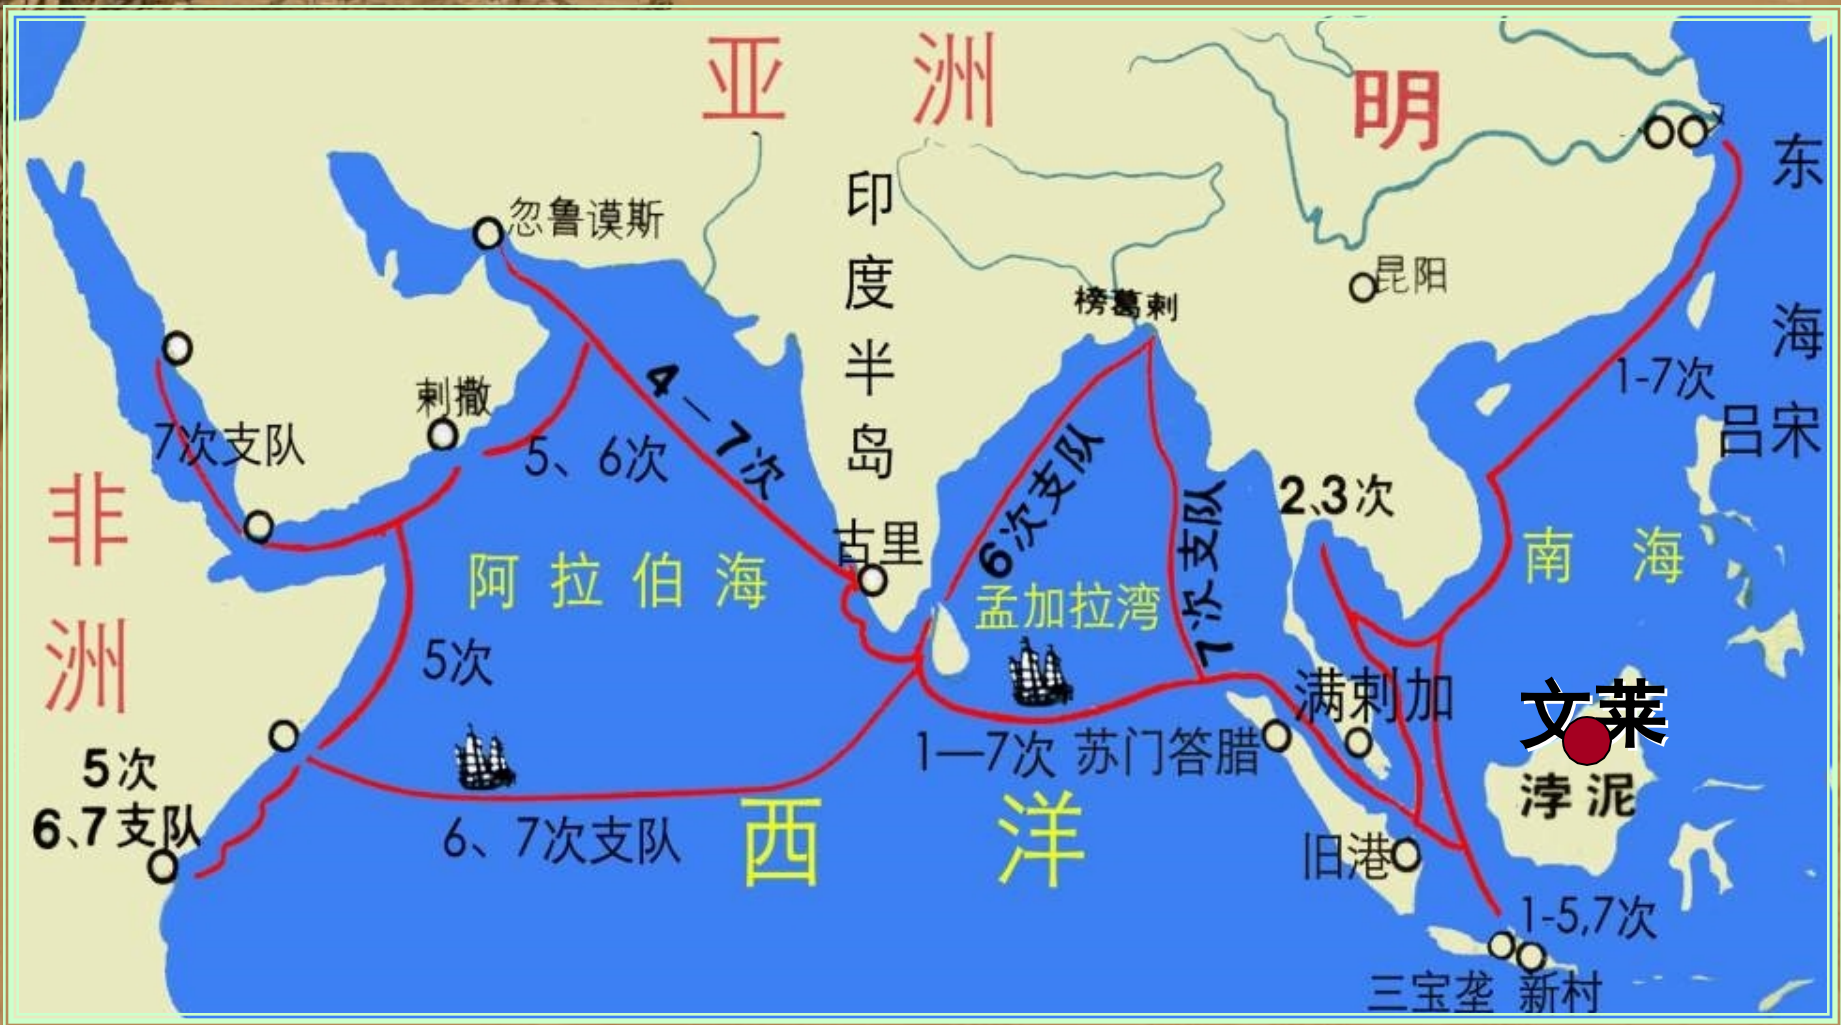 亚洲
明
东海
忽鲁谟斯
印度半岛
榜葛剌
昆阳
1-7次
吕宋
剌撒
4—7次
7次支队
5、6次
6次支队
7次支队
2、3次
非洲
古里
南海
阿拉伯海
孟加拉湾
5次
满剌加
文莱
5次
6、7支队
1—7次
苏门答腊
浡泥
6、7次支队
西洋
旧港
1-5,7次
三宝垄
新村